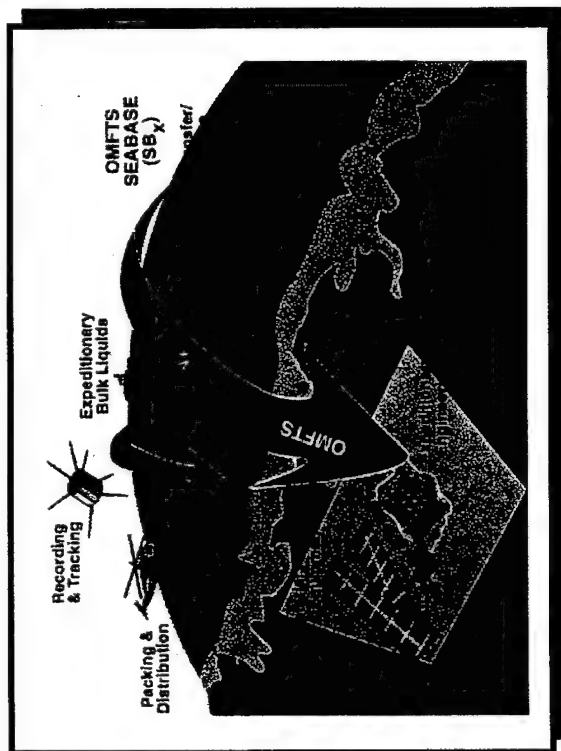 Recording
& Tracking
Packing &
Distribution
Expeditionary
Bulk Liquids
OMFTS
SEABASE
(SBx)
OMFTS